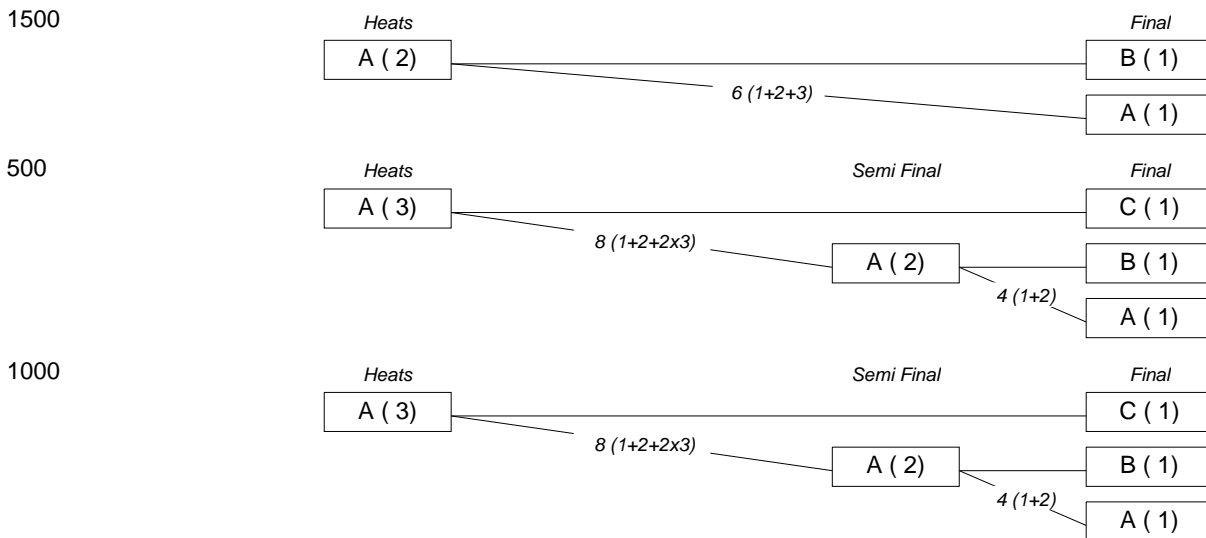 1500
Heats Final
A ( 2) B ( 1)
6 (1+2+3)
A ( 1)
500
Heats Semi Final Final
A ( 3) C ( 1)
8 (1+2+2x3)
A ( 2) B ( 1)
4 (1+2)
A ( 1)
1000
Heats Semi Final Final
A ( 3) C ( 1)
8 (1+2+2x3)
A ( 2) B ( 1)
4 (1+2)
A ( 1)